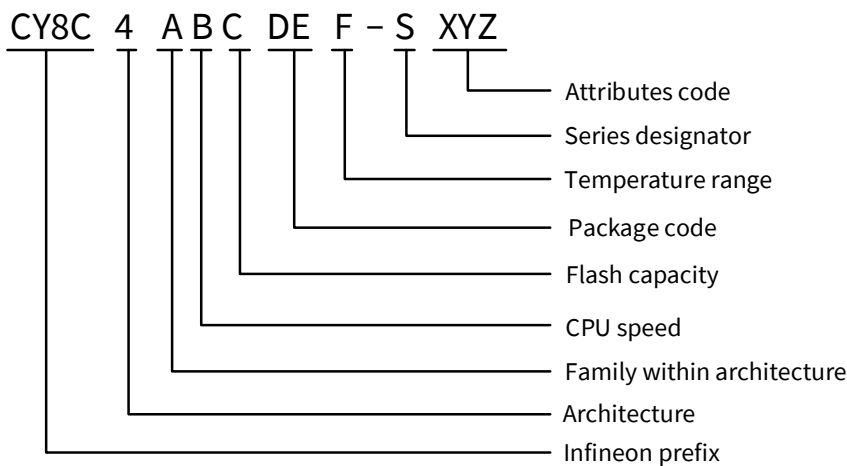 CY8C 4 A B C DE F – S XYZ
Attributes code
Series designator
Temperature range
Package code
Flash capacity
CPU speed
Family within architecture
Architecture
Infineon prefix